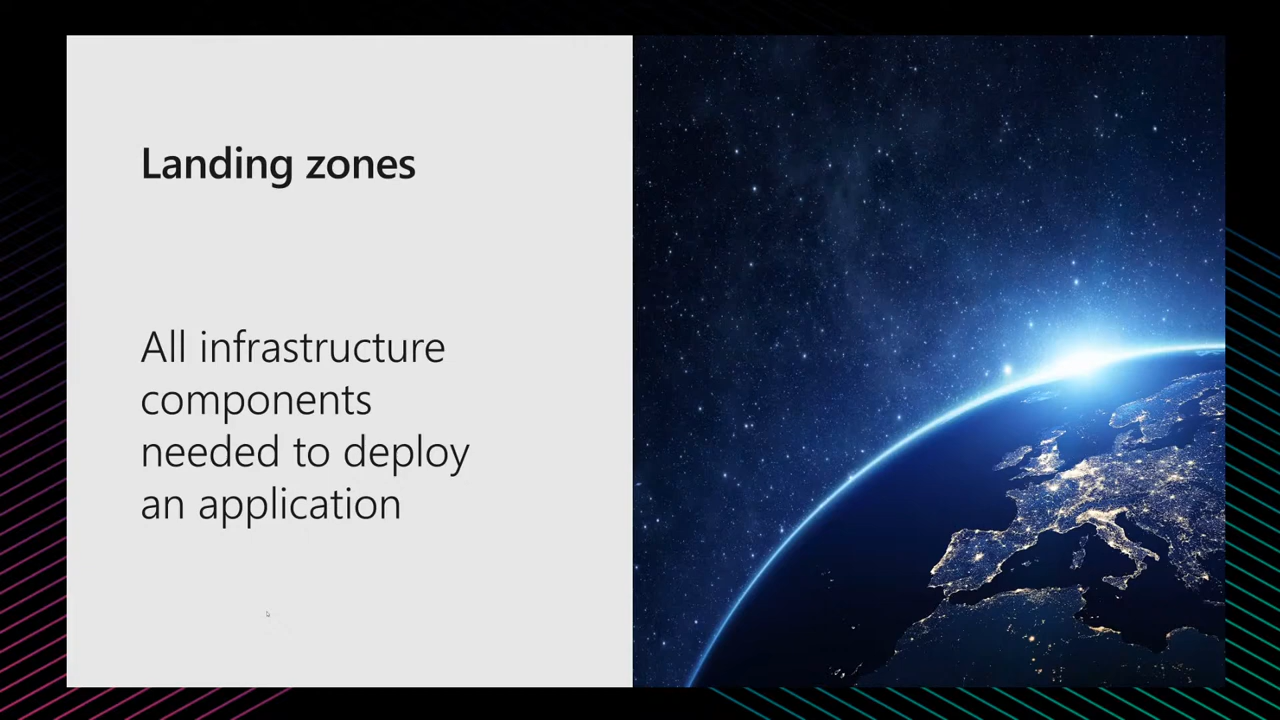 Landing zones
All infrastructure
components
needed to deploy
an application